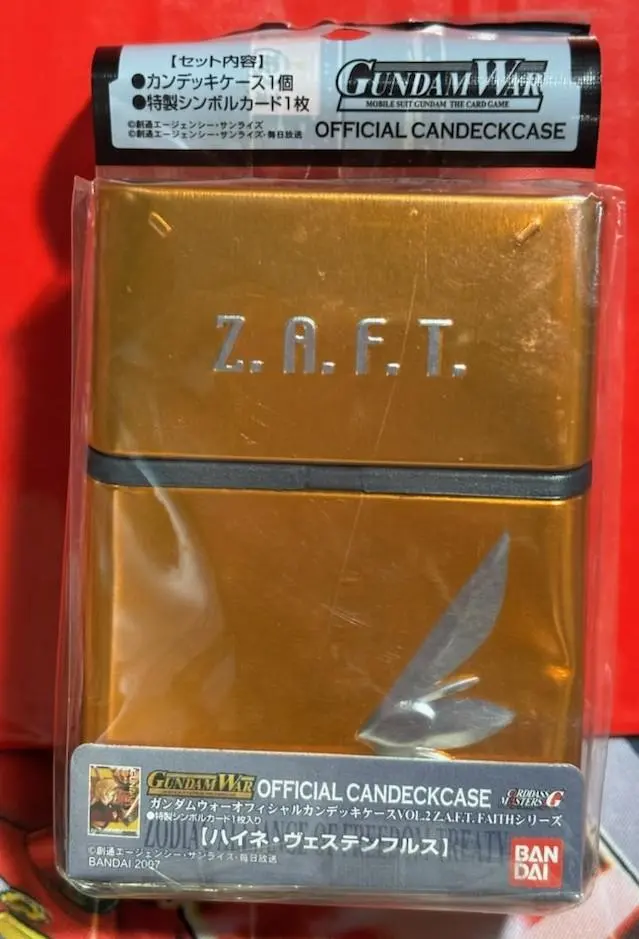 【セット内容】
●カンデッキケース1個
●特製シンボルカード1枚
©創通エージェンシー・サンライズ
©創通エージェンシー・サンライズ・毎日放送
GUNDAM WAR
MOBILE SUIT GUNDAM THE CARD GAME
OFFICIAL CANDECKCASE
Z.A.F.T.
GUNDAM WAR OFFICIAL CANDECKCASE
CARDDASS MASTERS G
ガンダムウォーオフィシャルカンデッキケースVOL.2 Z.A.F.T. FAITHシリーズ
●特製シンボルカード1枚入り
ZODIAC ALLIANCE OF FREEDOM TREATY
【ハイネ・ヴェステンフルス】
©創通エージェンシー・サンライズ・毎日放送
BANDAI 2007
BAN
DAI